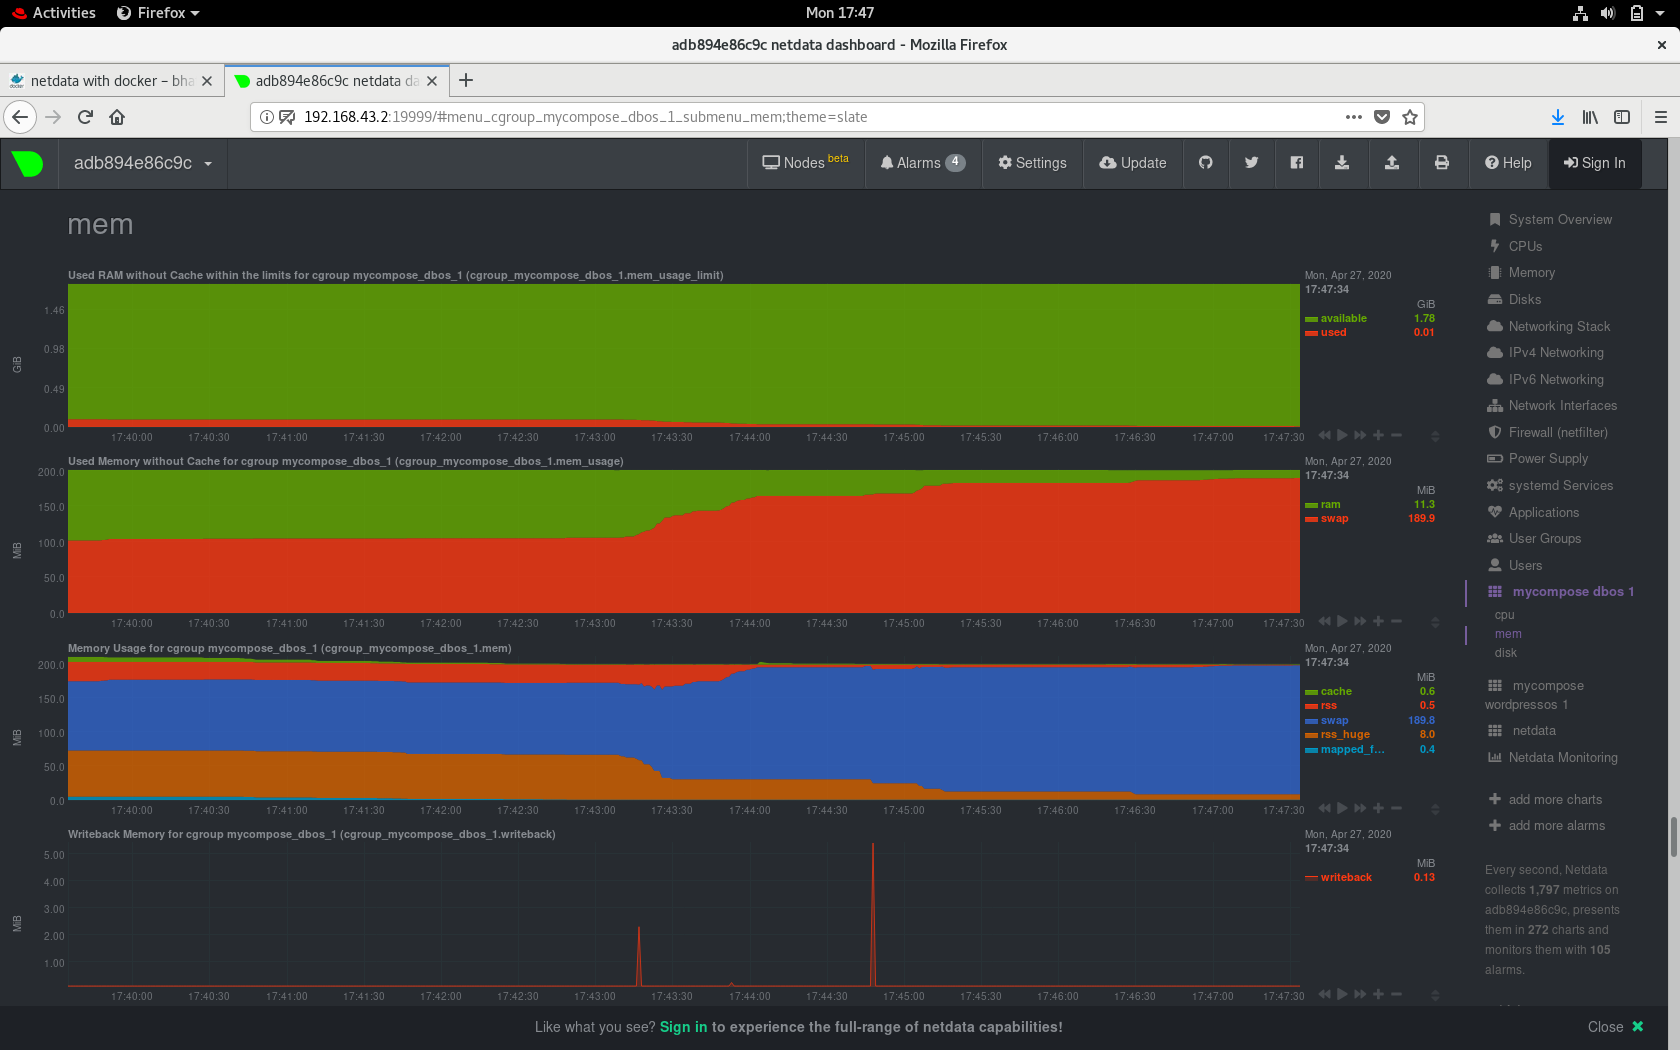 Activities
Firefox
Mon 17:47
adb894e86c9c netdata dashboard - Mozilla Firefox
netdata with docker – bha
adb894e86c9c netdata da
192.168.43.2:19999/#menu_cgroup_mycompose_dbos_1_submenu_mem;theme=slate
adb894e86c9c
Nodes beta
Alarms 4
Settings
Update
Help
Sign In
mem
Used RAM without Cache within the limits for cgroup mycompose_dbos_1 (cgroup_mycompose_dbos_1.mem_usage_limit)
Mon, Apr 27, 2020
17:47:34
GiB
available 1.78
used 0.01
GiB
1.46
0.98
0.49
0.00
17:40:00 17:40:30 17:41:00 17:41:30 17:42:00 17:42:30 17:43:00 17:43:30 17:44:00 17:44:30 17:45:00 17:45:30 17:46:00 17:46:30 17:47:00 17:47:30
Used Memory without Cache for cgroup mycompose_dbos_1 (cgroup_mycompose_dbos_1.mem_usage)
Mon, Apr 27, 2020
17:47:34
MiB
ram 11.3
swap 189.9
MiB
200.0
150.0
100.0
50.0
0.0
17:40:00 17:40:30 17:41:00 17:41:30 17:42:00 17:42:30 17:43:00 17:43:30 17:44:00 17:44:30 17:45:00 17:45:30 17:46:00 17:46:30 17:47:00 17:47:30
Memory Usage for cgroup mycompose_dbos_1 (cgroup_mycompose_dbos_1.mem)
Mon, Apr 27, 2020
17:47:34
MiB
cache 0.6
rss 0.5
swap 189.8
rss_huge 8.0
mapped_f... 0.4
MiB
200.0
150.0
100.0
50.0
0.0
17:40:00 17:40:30 17:41:00 17:41:30 17:42:00 17:42:30 17:43:00 17:43:30 17:44:00 17:44:30 17:45:00 17:45:30 17:46:00 17:46:30 17:47:00 17:47:30
Writeback Memory for cgroup mycompose_dbos_1 (cgroup_mycompose_dbos_1.writeback)
Mon, Apr 27, 2020
17:47:34
MiB
writeback 0.13
MiB
5.00
4.00
3.00
2.00
1.00
17:40:00 17:40:30 17:41:00 17:41:30 17:42:00 17:42:30 17:43:00 17:43:30 17:44:00 17:44:30 17:45:00 17:45:30 17:46:00 17:46:30 17:47:00 17:47:30
System Overview
CPUs
Memory
Disks
Networking Stack
IPv4 Networking
IPv6 Networking
Network Interfaces
Firewall (netfilter)
Power Supply
systemd Services
Applications
User Groups
Users
mycompose dbos 1
cpu
mem
disk
mycompose
wordpressos 1
netdata
Netdata Monitoring
add more charts
add more alarms
Every second, Netdata
collects 1,797 metrics on
adb894e86c9c, presents
them in 272 charts and
monitors them with 105
alarms.
Like what you see? Sign in to experience the full-range of netdata capabilities!
Close